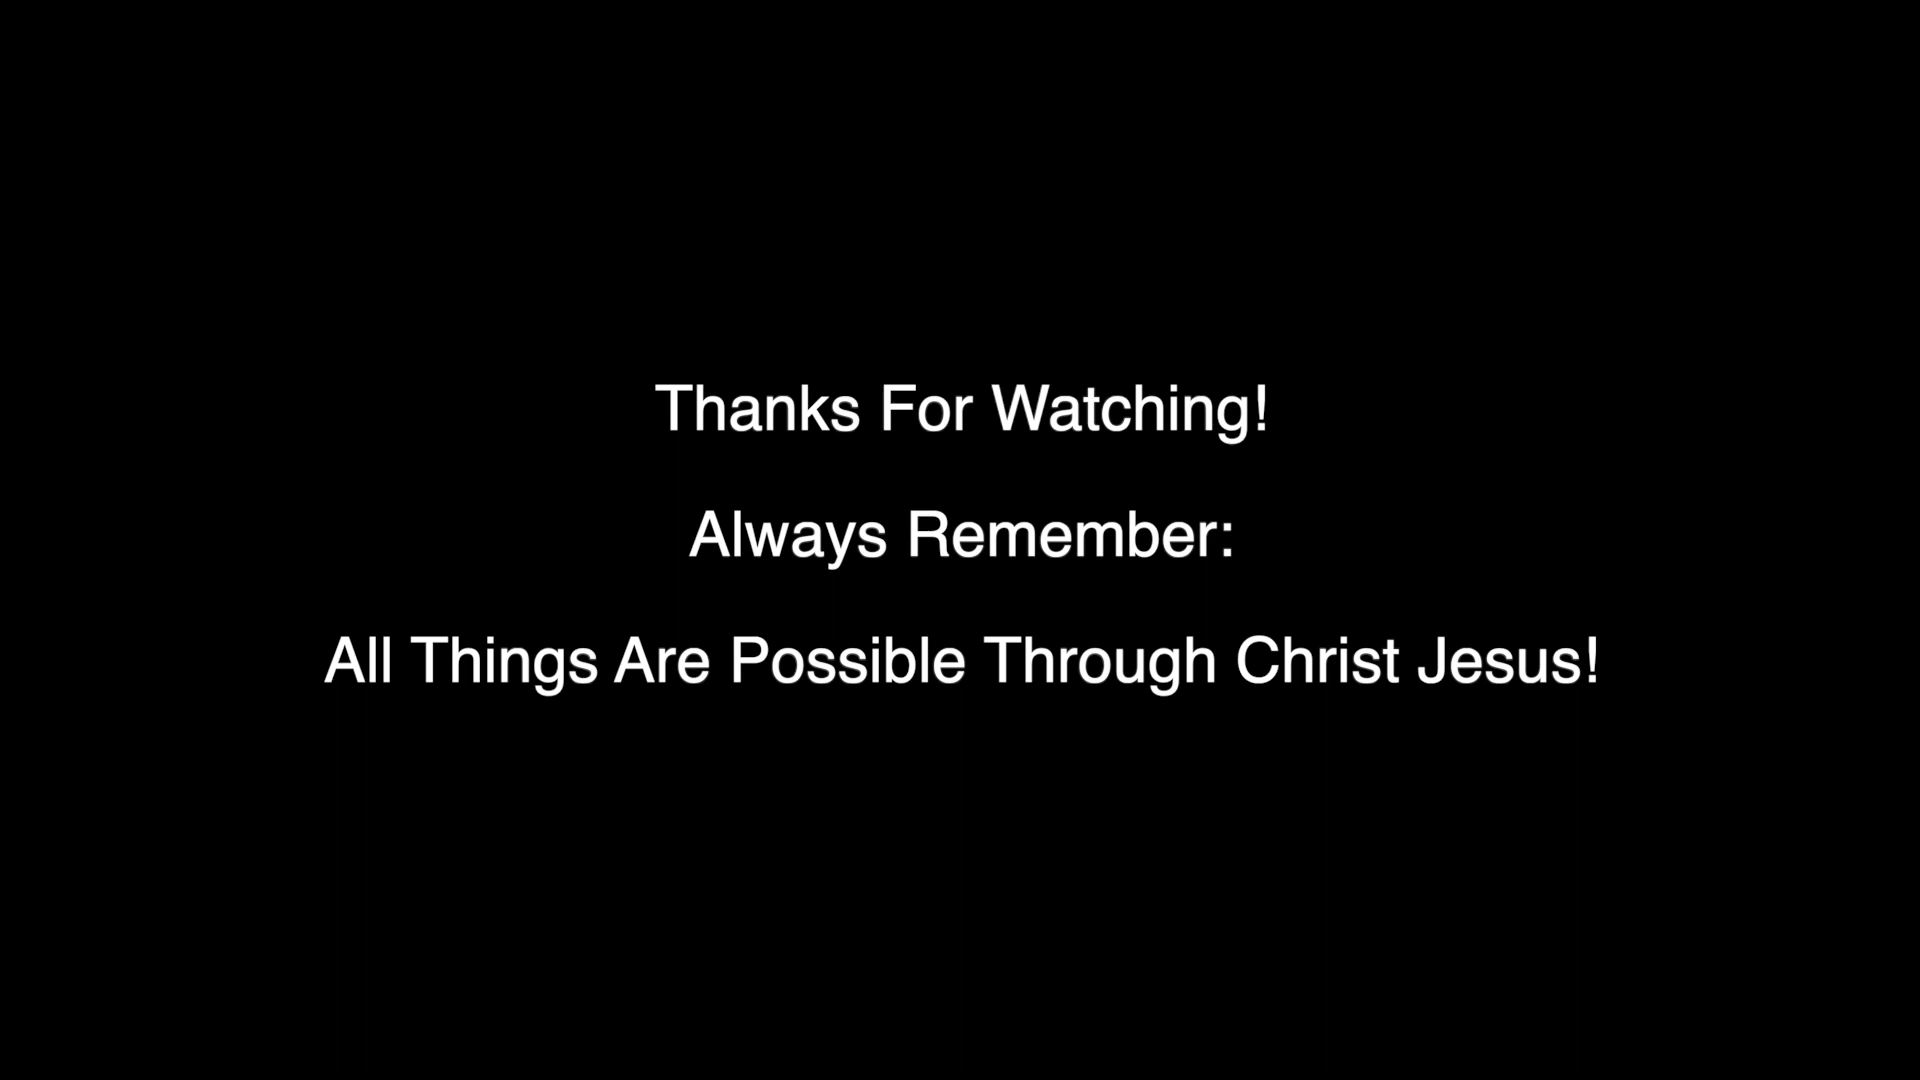 Thanks For Watching!
Always Remember:
All Things Are Possible Through Christ Jesus!